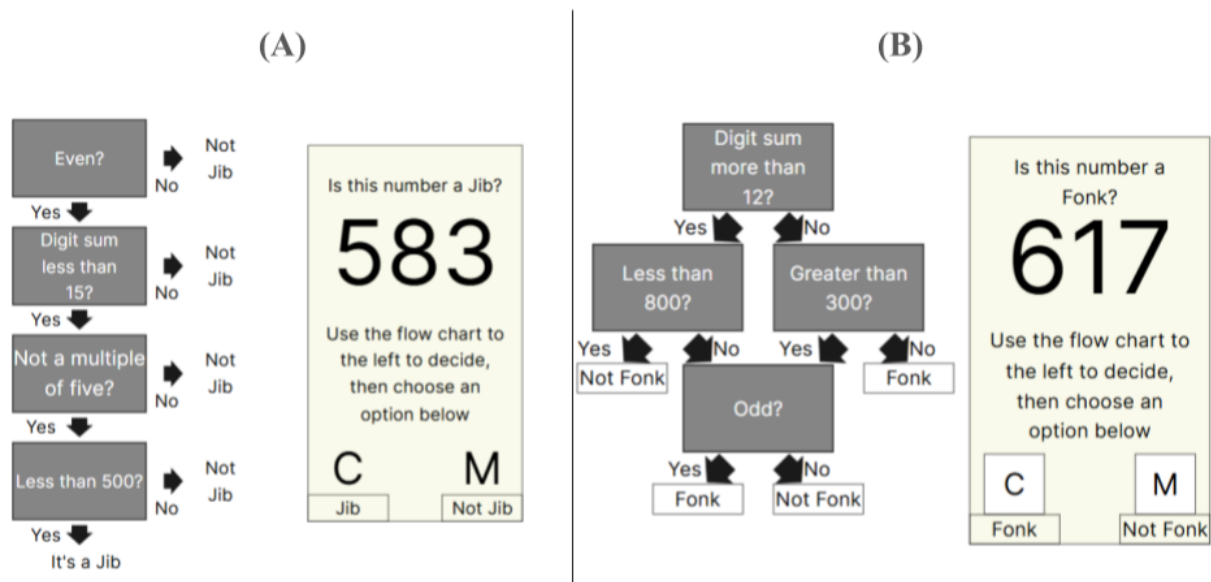 (A)
Even?
No
Not
Jib
Yes
Digit sum
less than
15?
No
Not
Jib
Yes
Not a multiple
of five?
No
Not
Jib
Yes
Less than 500?
No
Not
Jib
Yes
It's a Jib
Is this number a Jib?
583
Use the flow chart to
the left to decide,
then choose an
option below
C M
Jib Not Jib
(B)
Digit sum
more than
12?
Yes No
Less than
800?
Greater than
300?
Yes No Yes No
Not Fonk
Fonk
Odd?
Yes No
Fonk Not Fonk
Is this number a
Fonk?
617
Use the flow chart to
the left to decide,
then choose an
option below
C M
Fonk Not Fonk